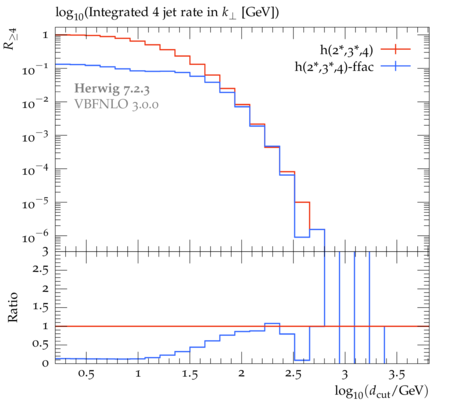 log₁₀(Integrated 4 jet rate in k⊥ [GeV])
R≥4
1
10⁻¹
10⁻²
10⁻³
10⁻⁴
10⁻⁵
10⁻⁶
h(2*,3*,4)
h(2*,3*,4)-ffac
Herwig 7.2.3
VBFNLO 3.0.0
3
2.5
2
1.5
1
0.5
0
Ratio
0.5
1
1.5
2
2.5
3
3.5
log₁₀(d_cut/GeV)